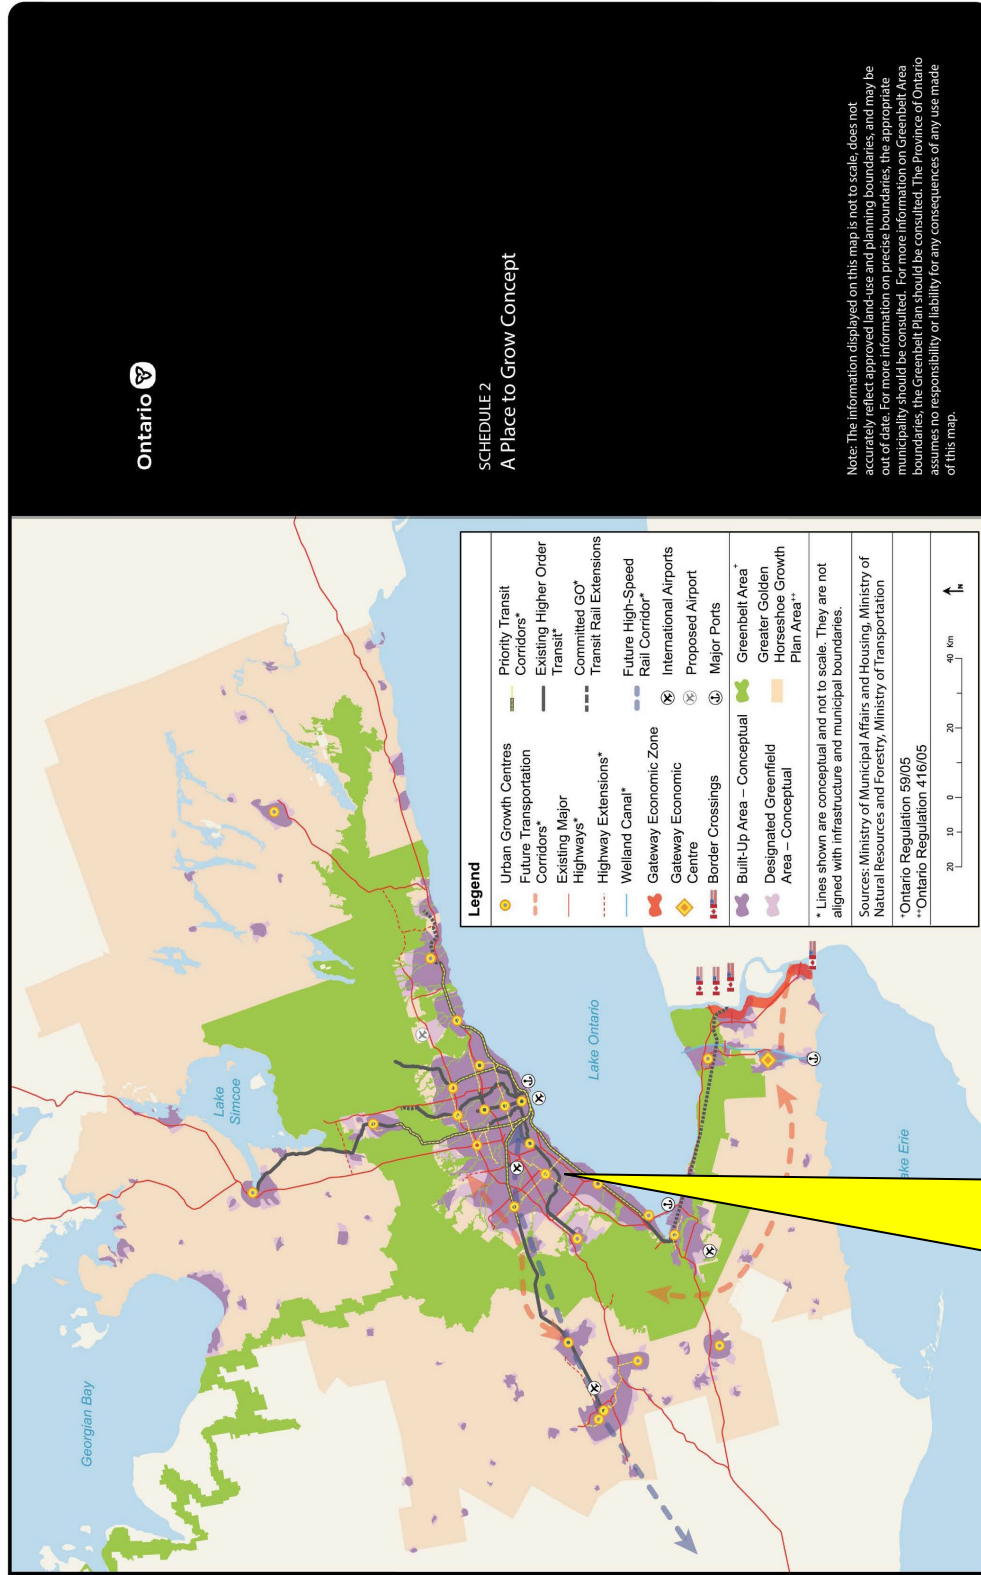 Ontario
SCHEDULE 2
A Place to Grow Concept
Note: The information displayed on this map is not to scale, does not
accurately reflect approved land-use and planning boundaries, and may be
out of date. For more information on precise boundaries, the appropriate
municipality should be consulted. For more information on Greenbelt Area
boundaries, the Greenbelt Plan should be consulted. The Province of Ontario
assumes no responsibility or liability for any consequences of any use made
of this map.
Georgian Bay
Lake
Simcoe
Lake Ontario
ake Erie
Legend
Urban Growth Centres
Future Transportation
Corridors*
Existing Major
Highways*
Highway Extensions*
Welland Canal*
Gateway Economic Zone
Gateway Economic
Centre
Border Crossings
Priority Transit
Corridors*
Existing Higher Order
Transit*
Committed GO*
Transit Rail Extensions
Future High-Speed
Rail Corridor*
International Airports
Proposed Airport
Major Ports
Built-Up Area – Conceptual
Designated Greenfield
Area – Conceptual
Greenbelt Area+
Greater Golden
Horseshoe Growth
Plan Area++
* Lines shown are conceptual and not to scale. They are not
aligned with infrastructure and municipal boundaries.
Sources: Ministry of Municipal Affairs and Housing, Ministry of
Natural Resources and Forestry, Ministry of Transportation
+Ontario Regulation 59/05
++Ontario Regulation 416/05
20 10 0 20 40 Km
N